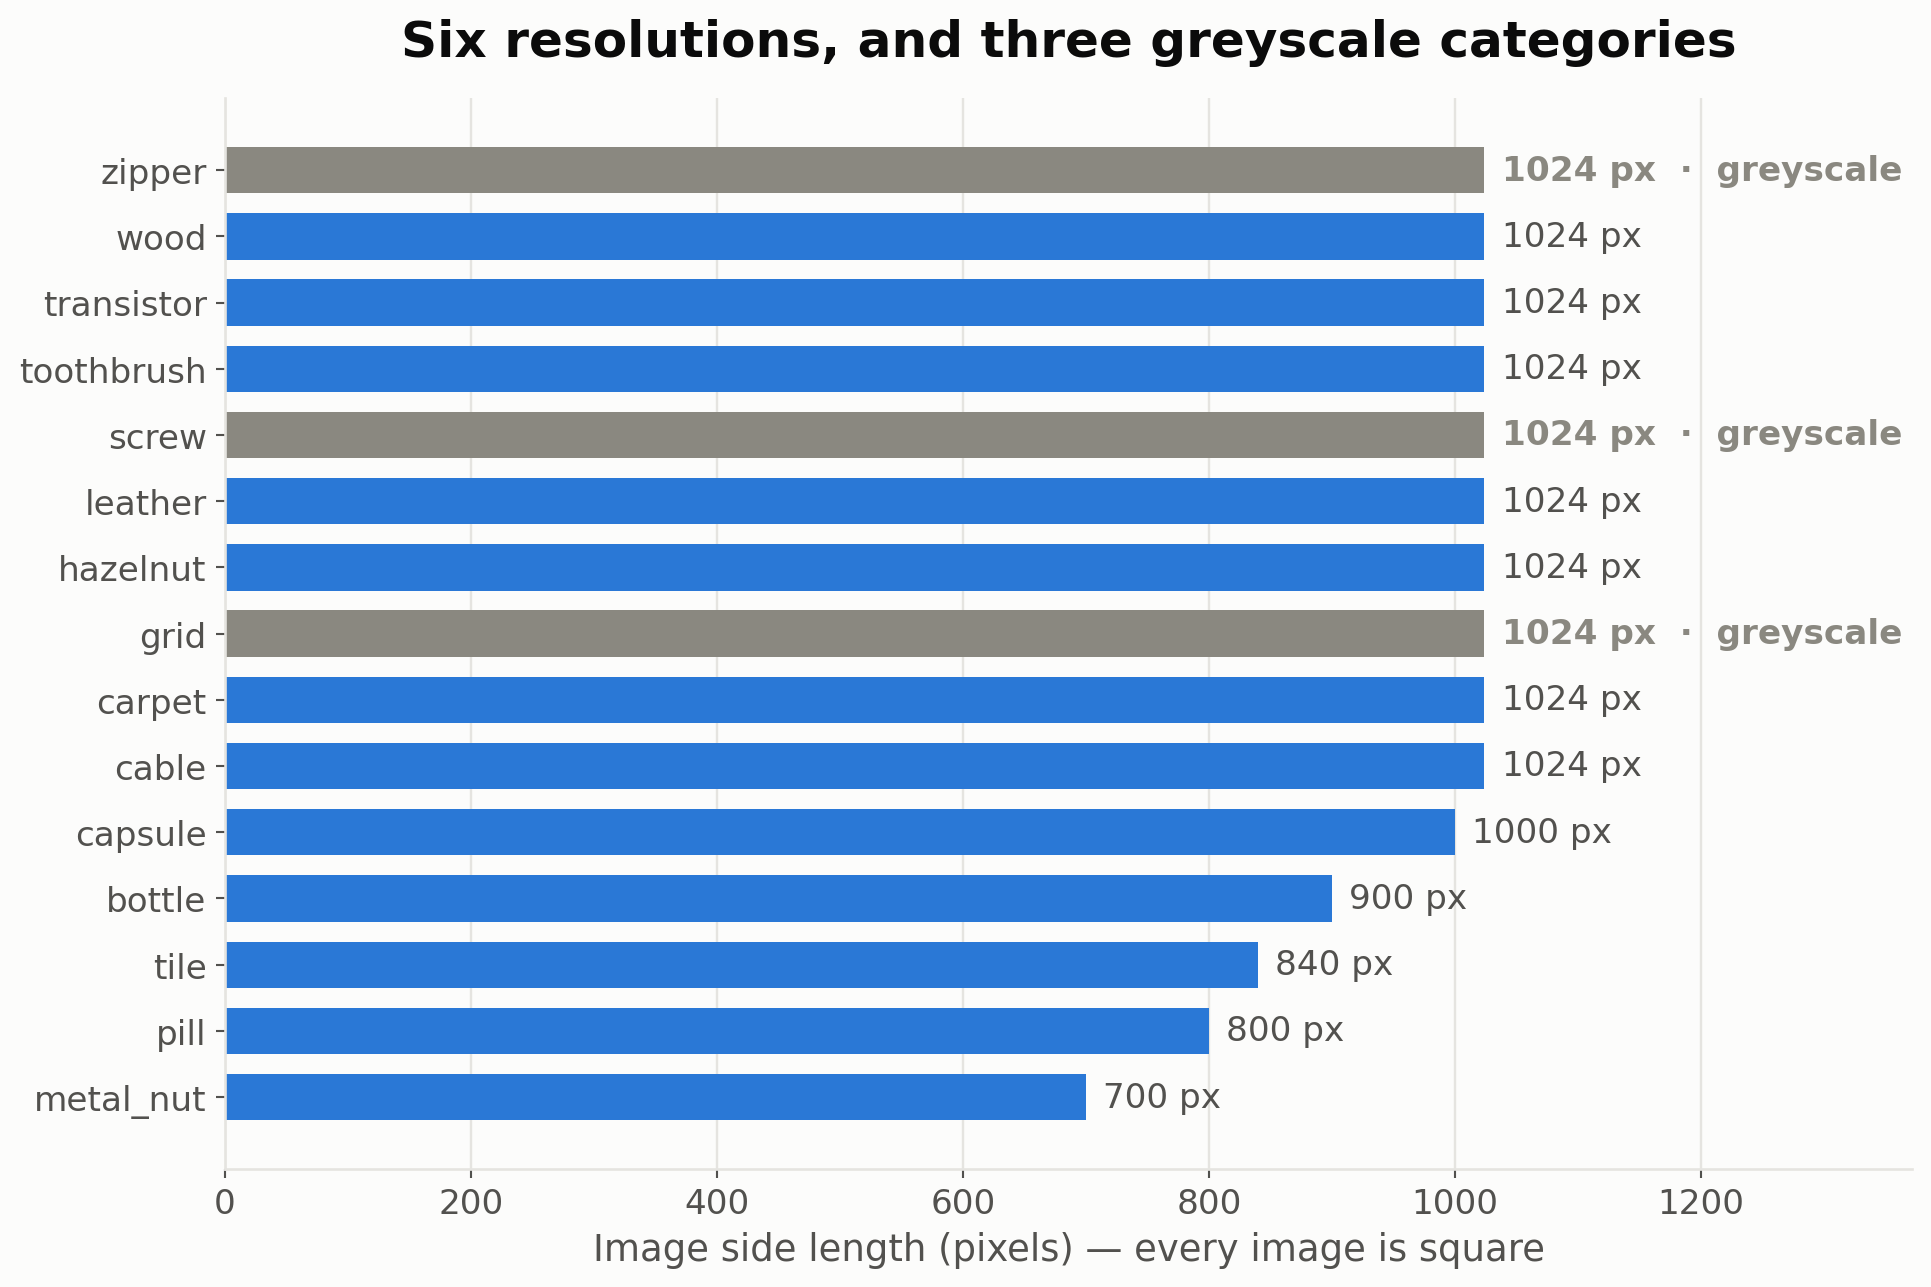 Six resolutions, and three greyscale categories
zipper 1024 px · greyscale
wood 1024 px
transistor 1024 px
toothbrush 1024 px
screw 1024 px · greyscale
leather 1024 px
hazelnut 1024 px
grid 1024 px · greyscale
carpet 1024 px
cable 1024 px
capsule 1000 px
bottle 900 px
tile 840 px
pill 800 px
metal_nut 700 px
0 200 400 600 800 1000 1200
Image side length (pixels) — every image is square